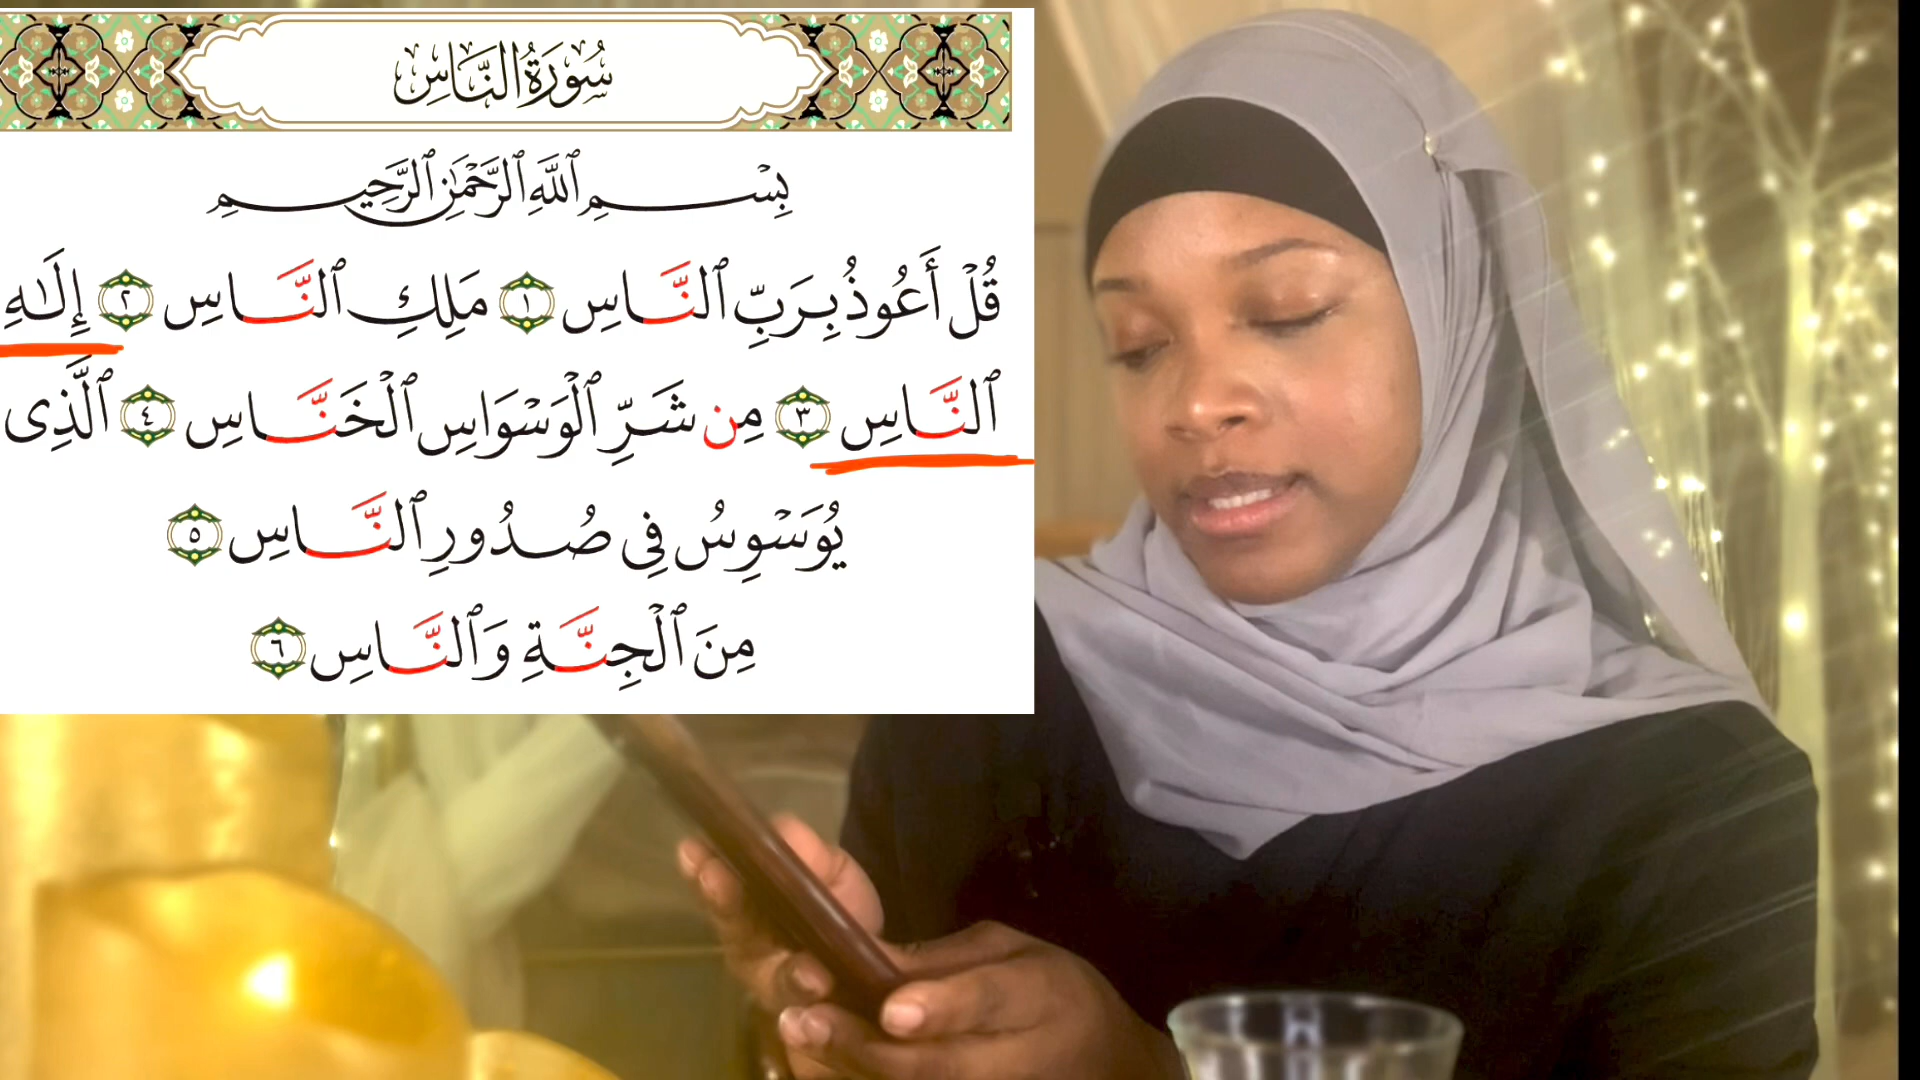 سُورَةُ النَّاسِ
بِسْمِ ٱللَّهِ ٱلرَّحْمَٰنِ ٱلرَّحِيمِ
قُلْ أَعُوذُ بِرَبِّ ٱلنَّاسِ ١ مَلِكِ ٱلنَّاسِ ٢ إِلَٰهِ
ٱلنَّاسِ ٣ مِن شَرِّ ٱلْوَسْوَاسِ ٱلْخَنَّاسِ ٤ ٱلَّذِى
يُوَسْوِسُ فِى صُدُورِ ٱلنَّاسِ ٥
مِنَ ٱلْجِنَّةِ وَٱلنَّاسِ ٦